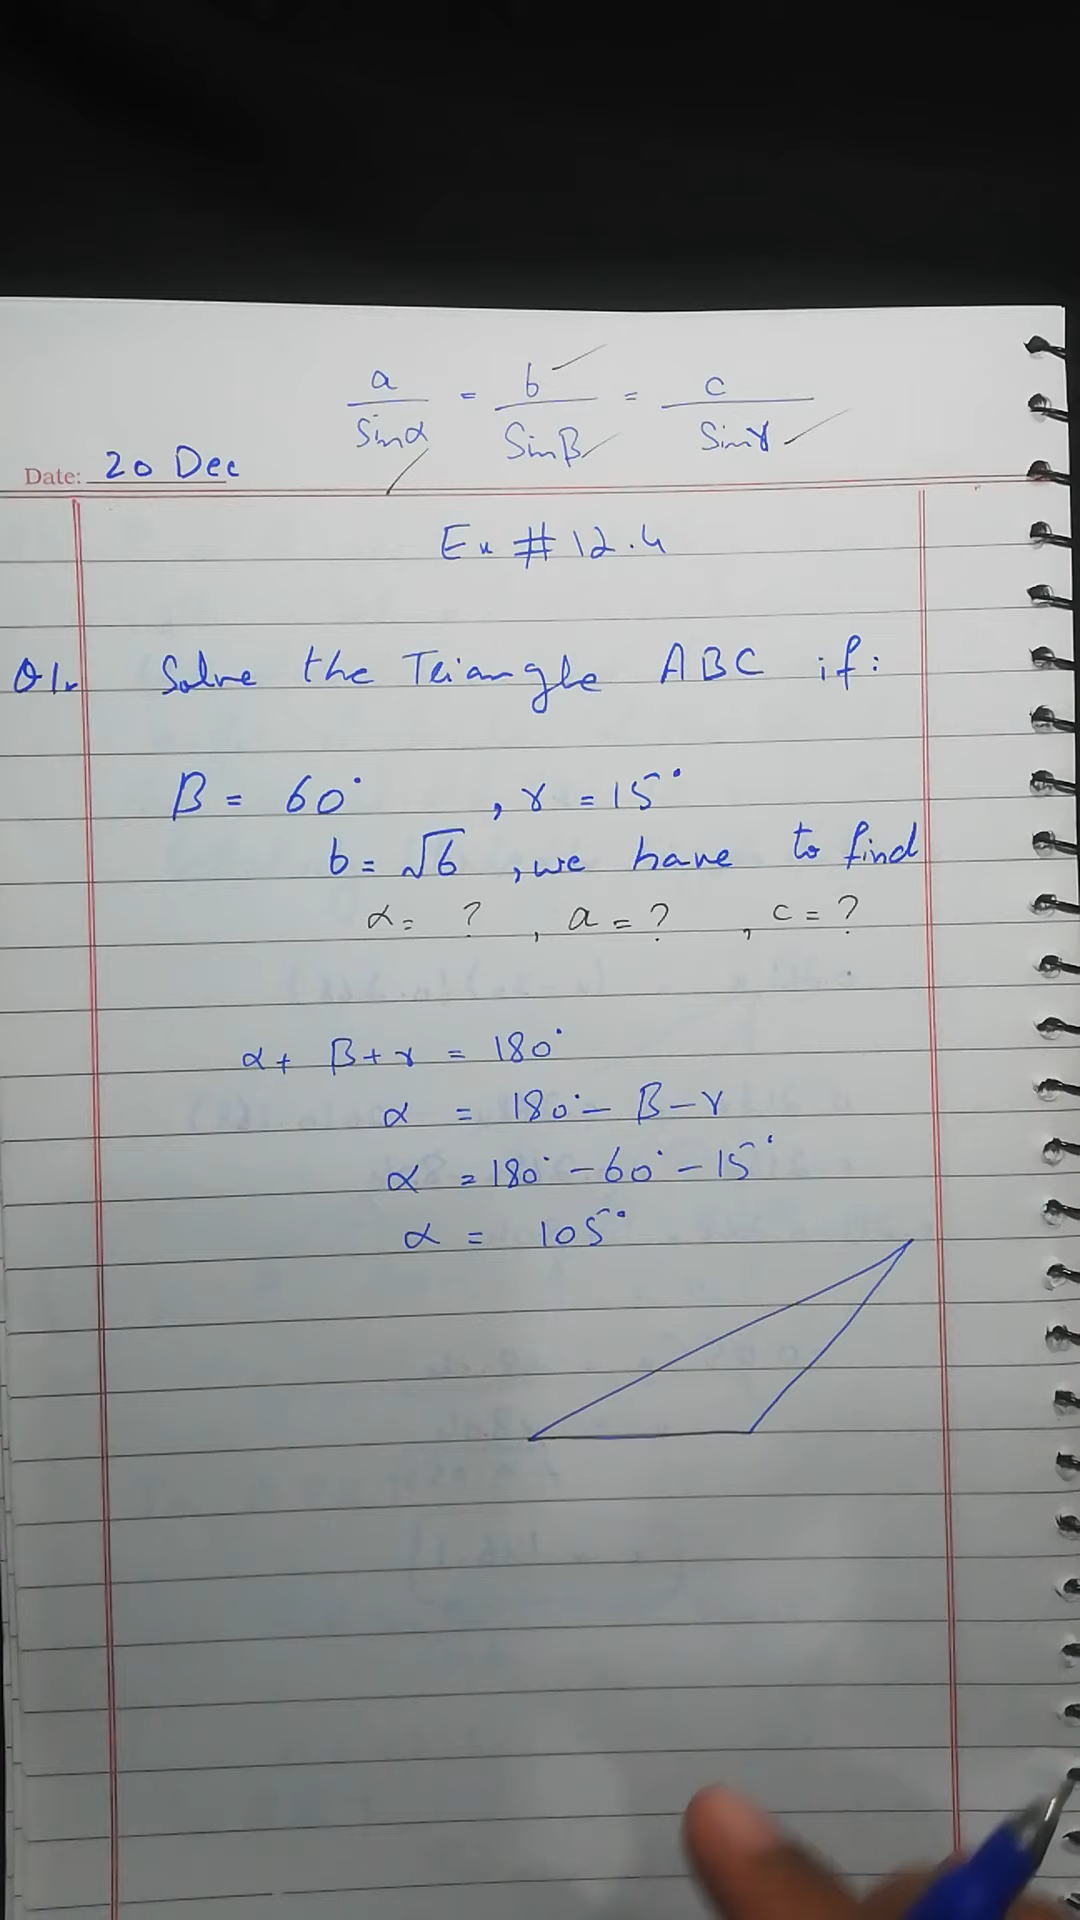 a/Sinα = b/Sinβ = c/Sinγ
Date: 20 Dec
Ex # 12.4
Q1. Solve the Triangle ABC if:
β = 60° , γ = 15°
b = √6 , we have to find
α = ? , a = ? , c = ?
α + β + γ = 180°
α = 180° - β - γ
α = 180° - 60° - 15°
α = 105°